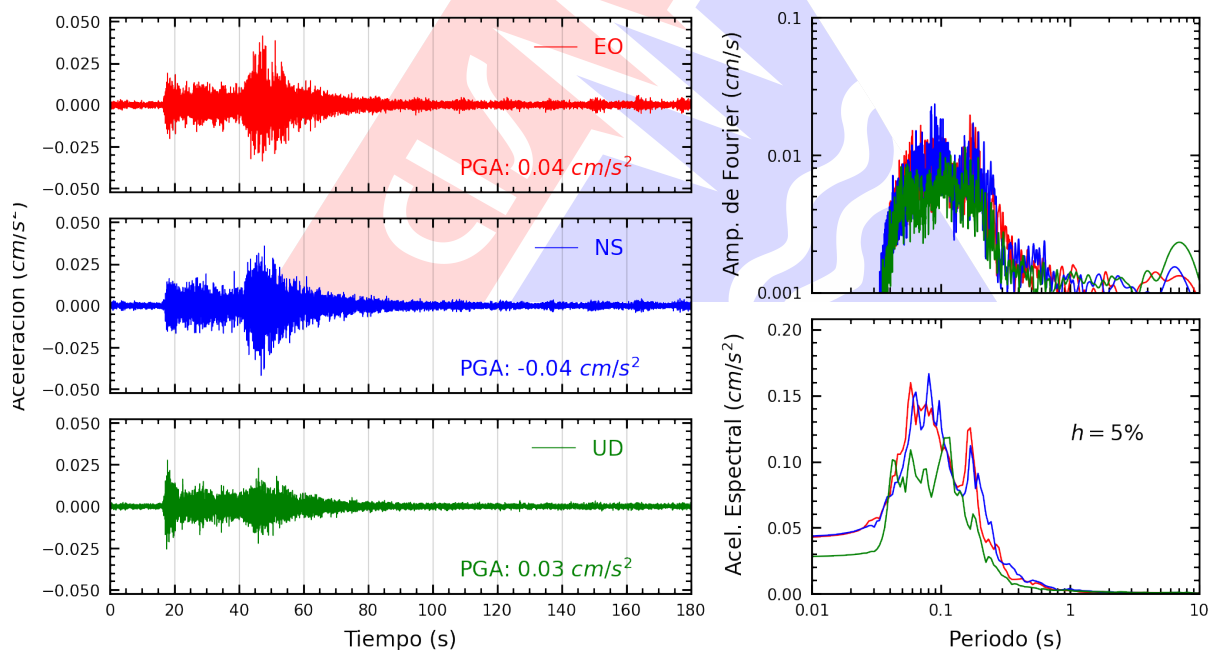 0.050
0.025
0.000
−0.025
−0.050
EO
PGA: 0.04 cm/s²
0.050
0.025
0.000
−0.025
−0.050
NS
PGA: -0.04 cm/s²
0.050
0.025
0.000
−0.025
−0.050
UD
PGA: 0.03 cm/s²
0 20 40 60 80 100 120 140 160 180
Tiempo (s)
Aceleracion (cm/s²)
0.1
0.01
0.001
Amp. de Fourier (cm/s)
0.20
0.15
0.10
0.05
0.00
Acel. Espectral (cm/s²)
h = 5%
0.01 0.1 1 10
Periodo (s)